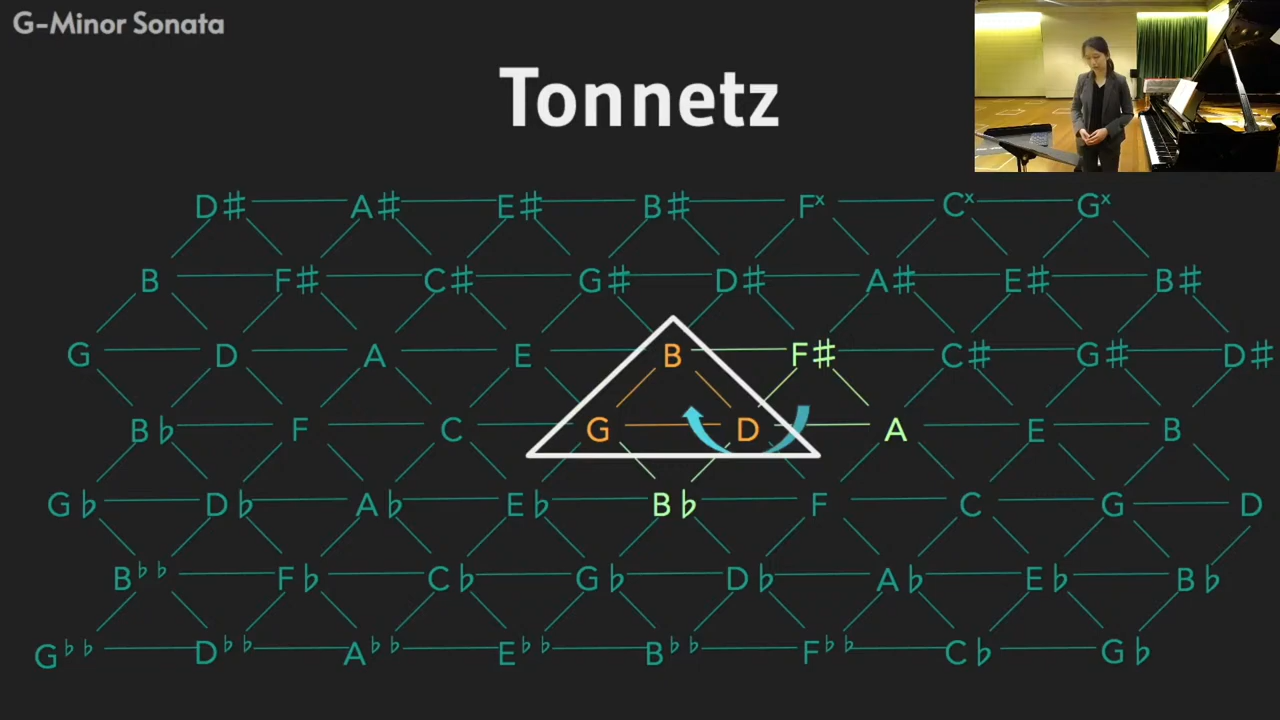 G-Minor Sonata
Tonnetz
D♯ A♯ E♯ B♯ Fˣ Cˣ Gˣ
B F♯ C♯ G♯ D♯ A♯ E♯ B♯
G D A E B F♯ C♯ G♯ D♯
B♭ F C G D A E B
G♭ D♭ A♭ E♭ B♭ F C G D
B♭♭ F♭ C♭ G♭ D♭ A♭ E♭ B♭
G♭♭ D♭♭ A♭♭ E♭♭ B♭♭ F♭♭ C♭ G♭